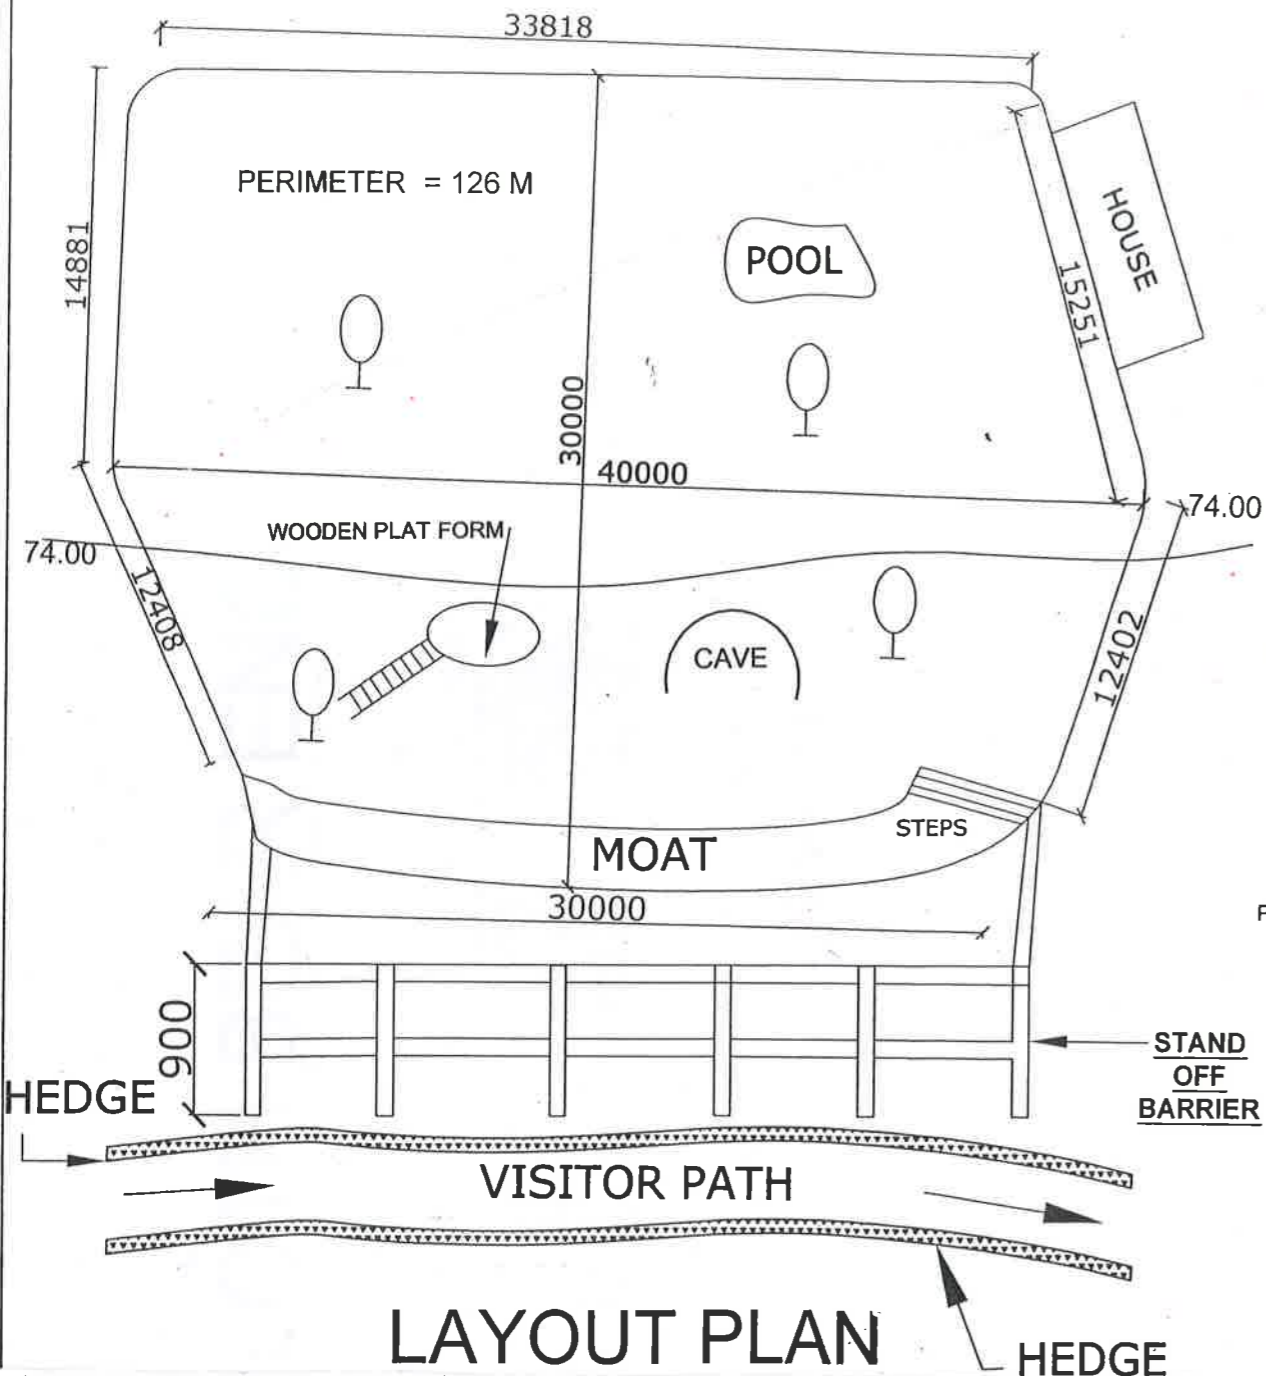 33818
PERIMETER = 126 M
14881
POOL
HOUSE
15251
30000
40000
74.00
WOODEN PLAT FORM
74.00
12408
CAVE
12402
STEPS
MOAT
30000
900
STAND
OFF
BARRIER
HEDGE
VISITOR PATH
LAYOUT PLAN
HEDGE